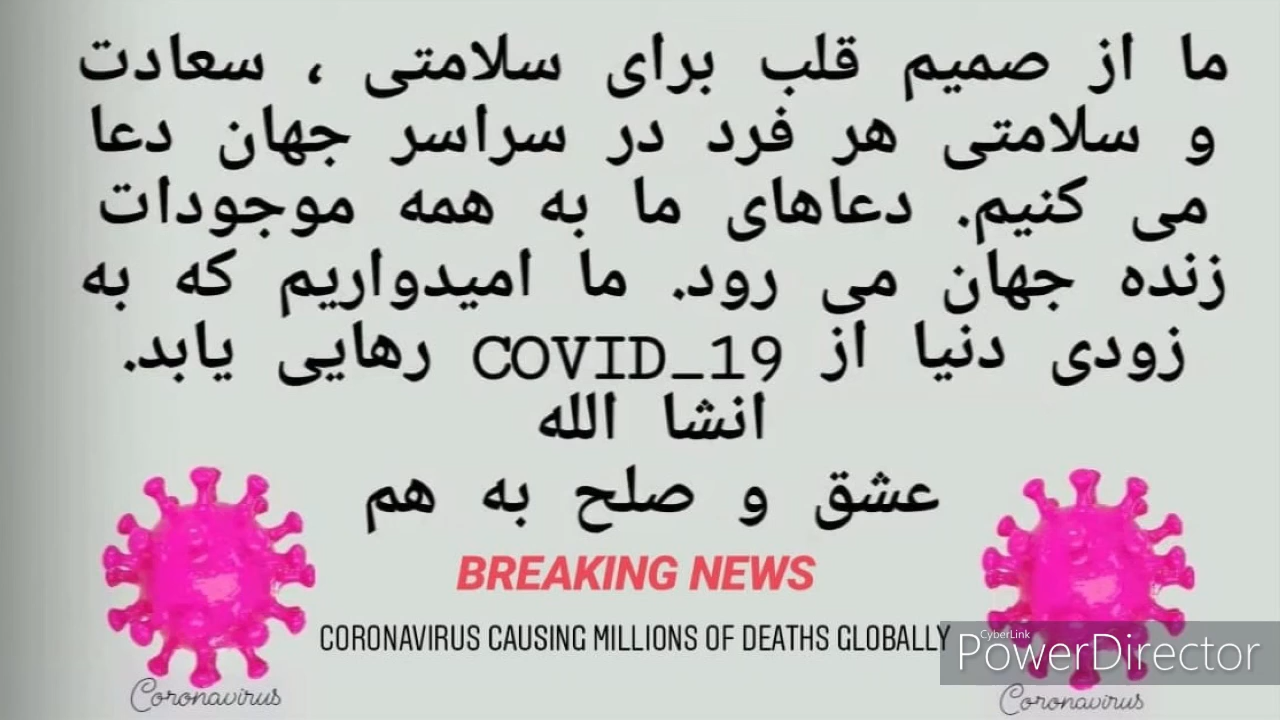 ما از صمیم قلب برای سلامتی ، سعادت
و سلامتی هر فرد در سراسر جهان دعا
می کنیم. دعاهای ما به همه موجودات
زنده جهان می رود. ما امیدواریم که به
زودی دنیا از COVID_19 رهایی یابد.
انشا الله
عشق و صلح به هم
BREAKING NEWS
CORONAVIRUS CAUSING MILLIONS OF DEATHS GLOBALLY
CyberLink
PowerDirector
Coronavirus
Coronavirus